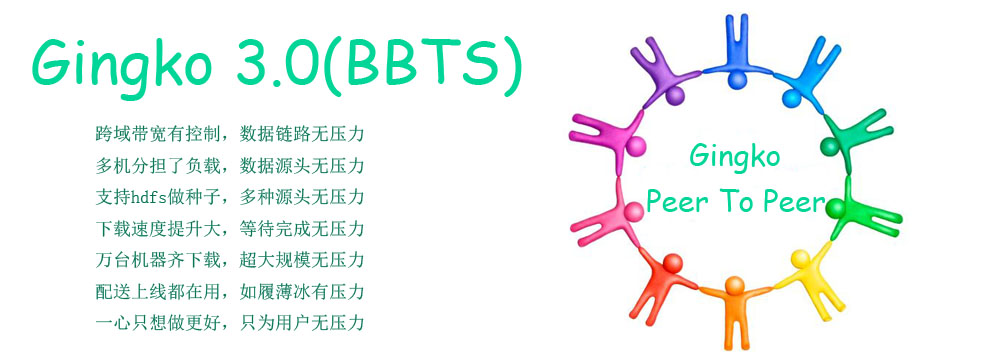 Gingko 3.0(BBTS)
跨域带宽有控制，数据链路无压力
多机分担了负载，数据源头无压力
支持hdfs做种子，多种源头无压力
下载速度提升大，等待完成无压力
万台机器齐下载，超大规模无压力
配送上线都在用，如履薄冰有压力
一心只想做更好，只为用户无压力
Gingko
Peer To Peer